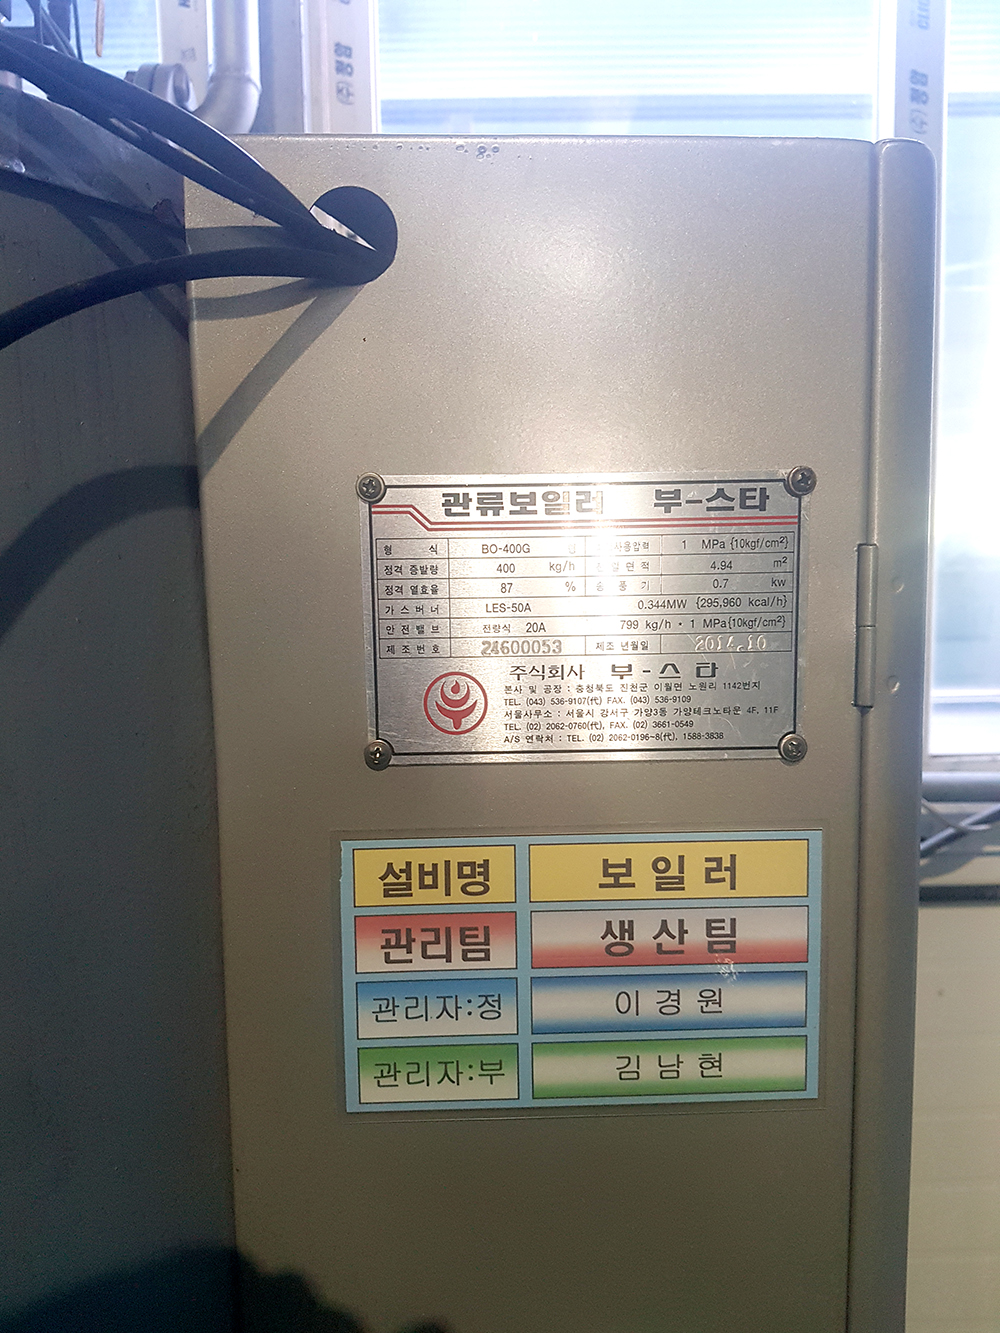 (주)청암
(주)청암
관류보일러 부-스타
형 식 BO-400G 사용압력 1 MPa {10kgf/cm²}
정격 증발량 400 kg/h 면적 4.94 m²
정격 열효율 87 % 송풍기 0.7 kw
가스버너 LES-50A 0.344MW {295,960 kcal/h}
안전밸브 전량식 20A 799 kg/h · 1 MPa{10kgf/cm²}
제조번호 24600053 제조 년월일 2014.10
주식회사 부-스타
본사 및 공장 : 충청북도 진천군 이월면 노원리 1142번지
TEL. (043) 536-9107(代) FAX. (043) 536-9109
서울사무소 : 서울시 강서구 가양3동 가양테크노타운 4F. 11F
TEL. (02) 2062-0760(代), FAX. (02) 3661-0549
A/S 연락처 : TEL. (02) 2062-0196~8(代), 1588-3838
설비명 보일러
관리팀 생산팀
관리자:정 이경원
관리자:부 김남현